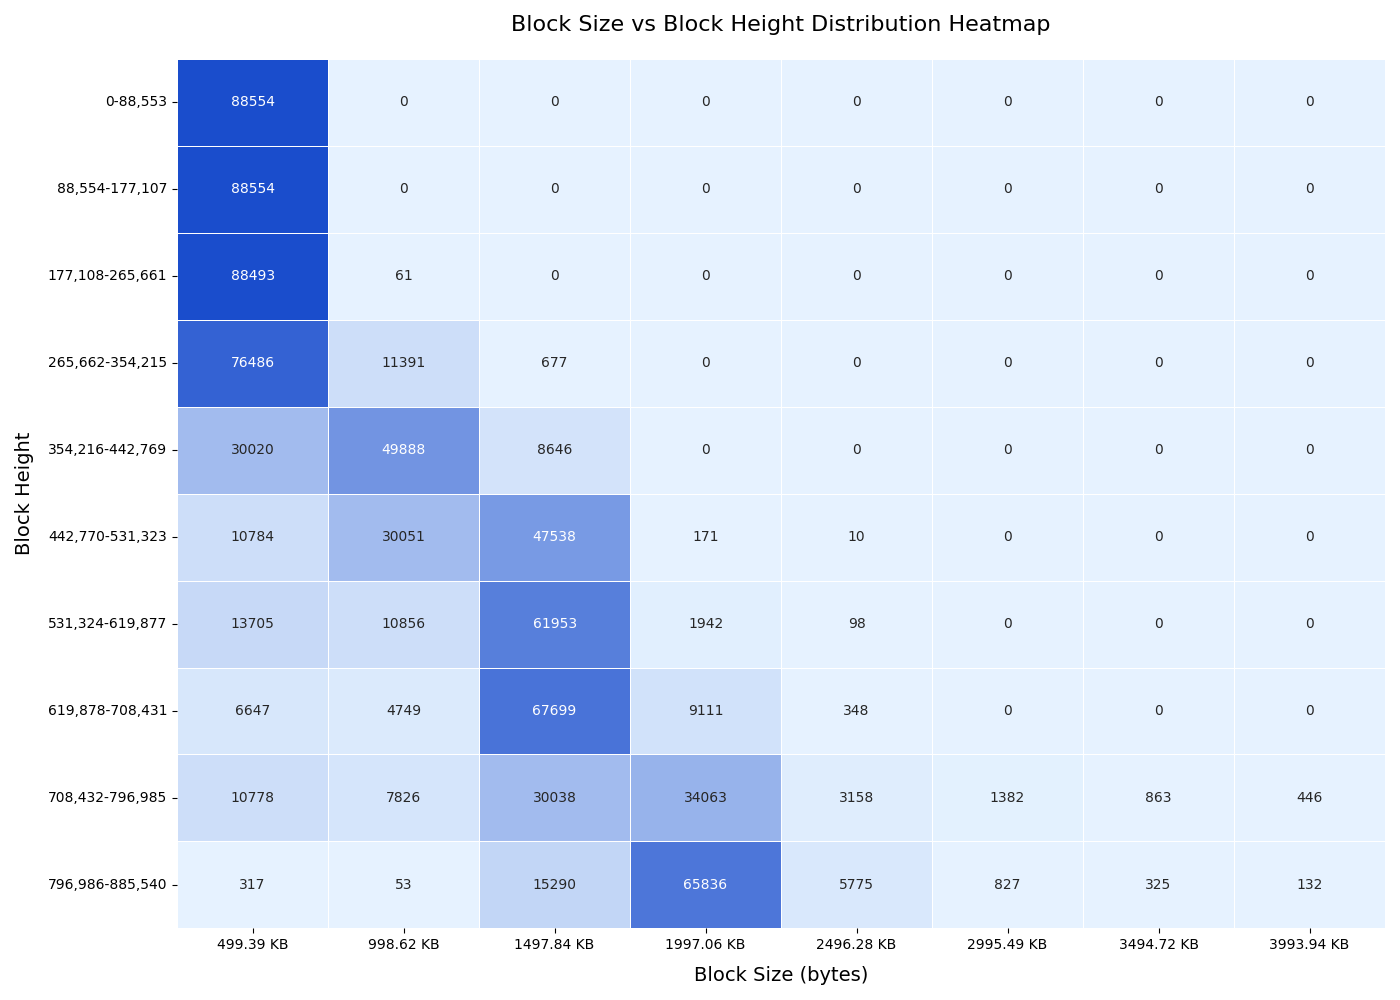 Block Size vs Block Height Distribution Heatmap
0-88,553 88554 0 0 0 0 0 0 0
88,554-177,107 88554 0 0 0 0 0 0 0
177,108-265,661 88493 61 0 0 0 0 0 0
265,662-354,215 76486 11391 677 0 0 0 0 0
354,216-442,769 30020 49888 8646 0 0 0 0 0
442,770-531,323 10784 30051 47538 171 10 0 0 0
531,324-619,877 13705 10856 61953 1942 98 0 0 0
619,878-708,431 6647 4749 67699 9111 348 0 0 0
708,432-796,985 10778 7826 30038 34063 3158 1382 863 446
796,986-885,540 317 53 15290 65836 5775 827 325 132
499.39 KB 998.62 KB 1497.84 KB 1997.06 KB 2496.28 KB 2995.49 KB 3494.72 KB 3993.94 KB
Block Size (bytes)
Block Height